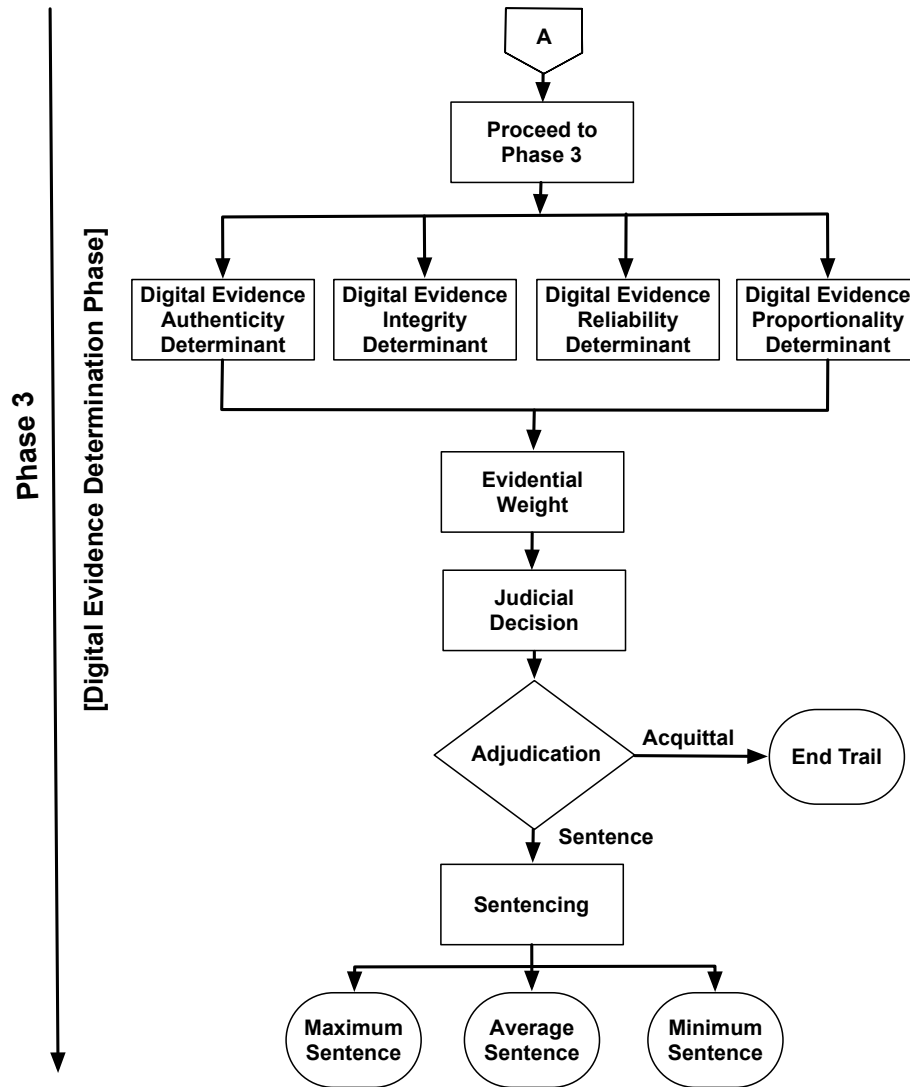 A
Proceed to
Phase 3
Phase 3
[Digital Evidence Determination Phase]
Digital Evidence
Authenticity
Determinant
Digital Evidence
Integrity
Determinant
Digital Evidence
Reliability
Determinant
Digital Evidence
Proportionality
Determinant
Evidential
Weight
Judicial
Decision
Adjudication
Acquittal
End Trail
Sentence
Sentencing
Maximum
Sentence
Average
Sentence
Minimum
Sentence